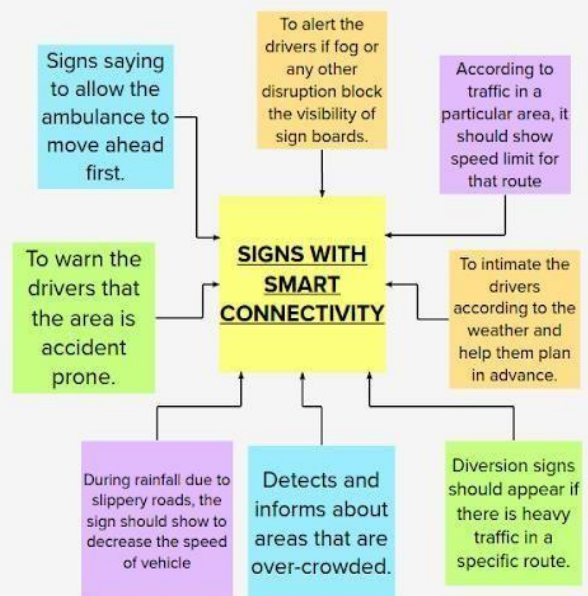 Signs saying
to allow the
ambulance to
move ahead
first.
To alert the
drivers if fog or
any other
disruption block
the visibility of
sign boards.
According to
traffic in a
particular area, it
should show
speed limit for
that route
To warn the
drivers that
the area is
accident
prone.
SIGNS WITH
SMART
CONNECTIVITY
To intimate the
drivers
according to the
weather and
help them plan
in advance.
During rainfall due to
slippery roads, the
sign should show to
decrease the speed
of vehicle
Detects and
informs about
areas that are
over-crowded.
Diversion signs
should appear if
there is heavy
traffic in a
specific route.